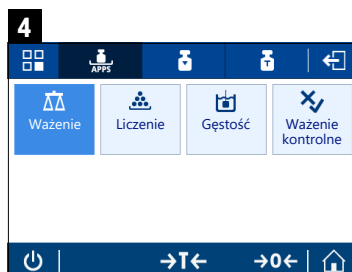 4
APPS
T
Ważenie
Liczenie
Gęstość
Ważenie
kontrolne
→T←
→0←